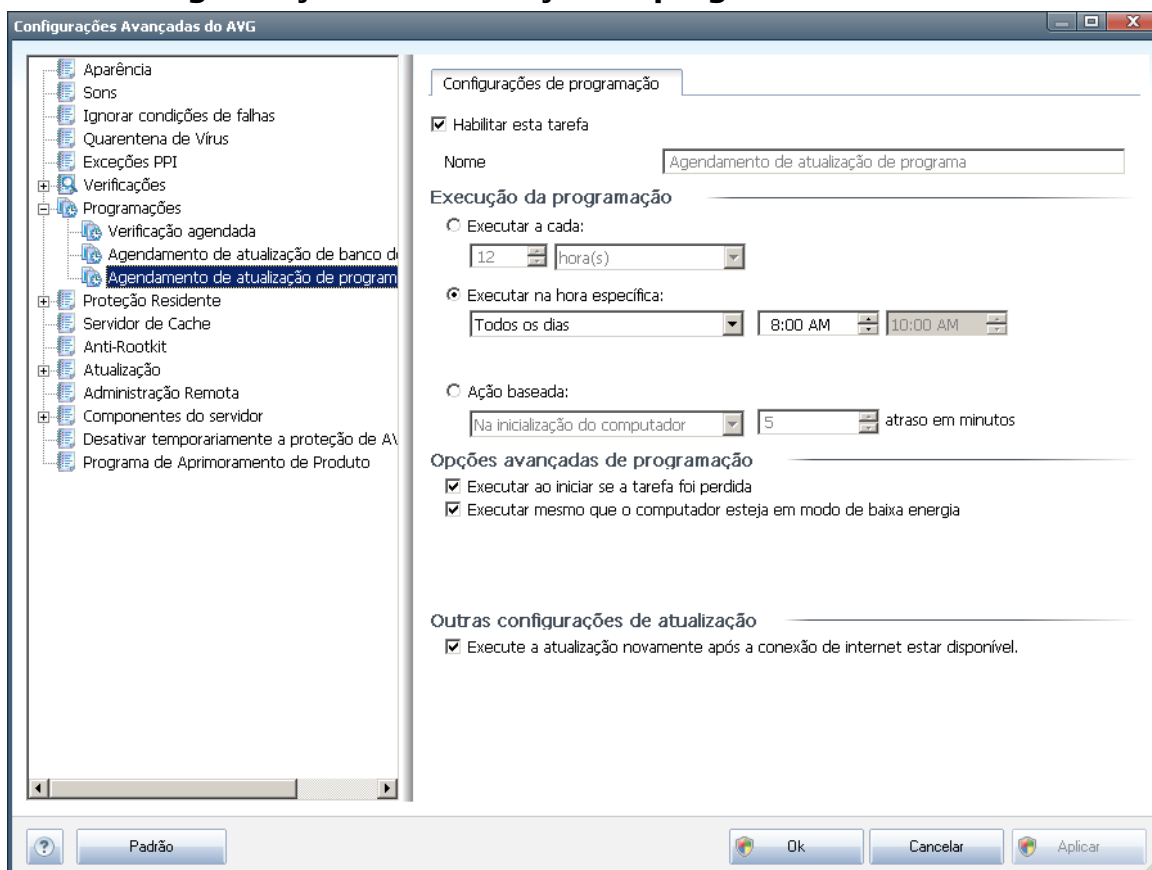 Configurações Avançadas do AVG
Aparência
Sons
Ignorar condições de falhas
Quarentena de Vírus
Exceções PPI
Verificações
Programações
Verificação agendada
Agendamento de atualização de banco d
Agendamento de atualização de program
Proteção Residente
Servidor de Cache
Anti-Rootkit
Atualização
Administração Remota
Componentes do servidor
Desativar temporariamente a proteção de A
Programa de Aprimoramento de Produto
Configurações de programação
Habilitar esta tarefa
Nome Agendamento de atualização de programa
Execução da programação
Executar a cada:
12 hora(s)
Executar na hora específica:
Todos os dias 8:00 AM 10:00 AM
Ação baseada:
Na inicialização do computador 5 atraso em minutos
Opções avançadas de programação
Executar ao iniciar se a tarefa foi perdida
Executar mesmo que o computador esteja em modo de baixa energia
Outras configurações de atualização
Execute a atualização novamente após a conexão de internet estar disponível.
? Padrão Ok Cancelar Aplicar